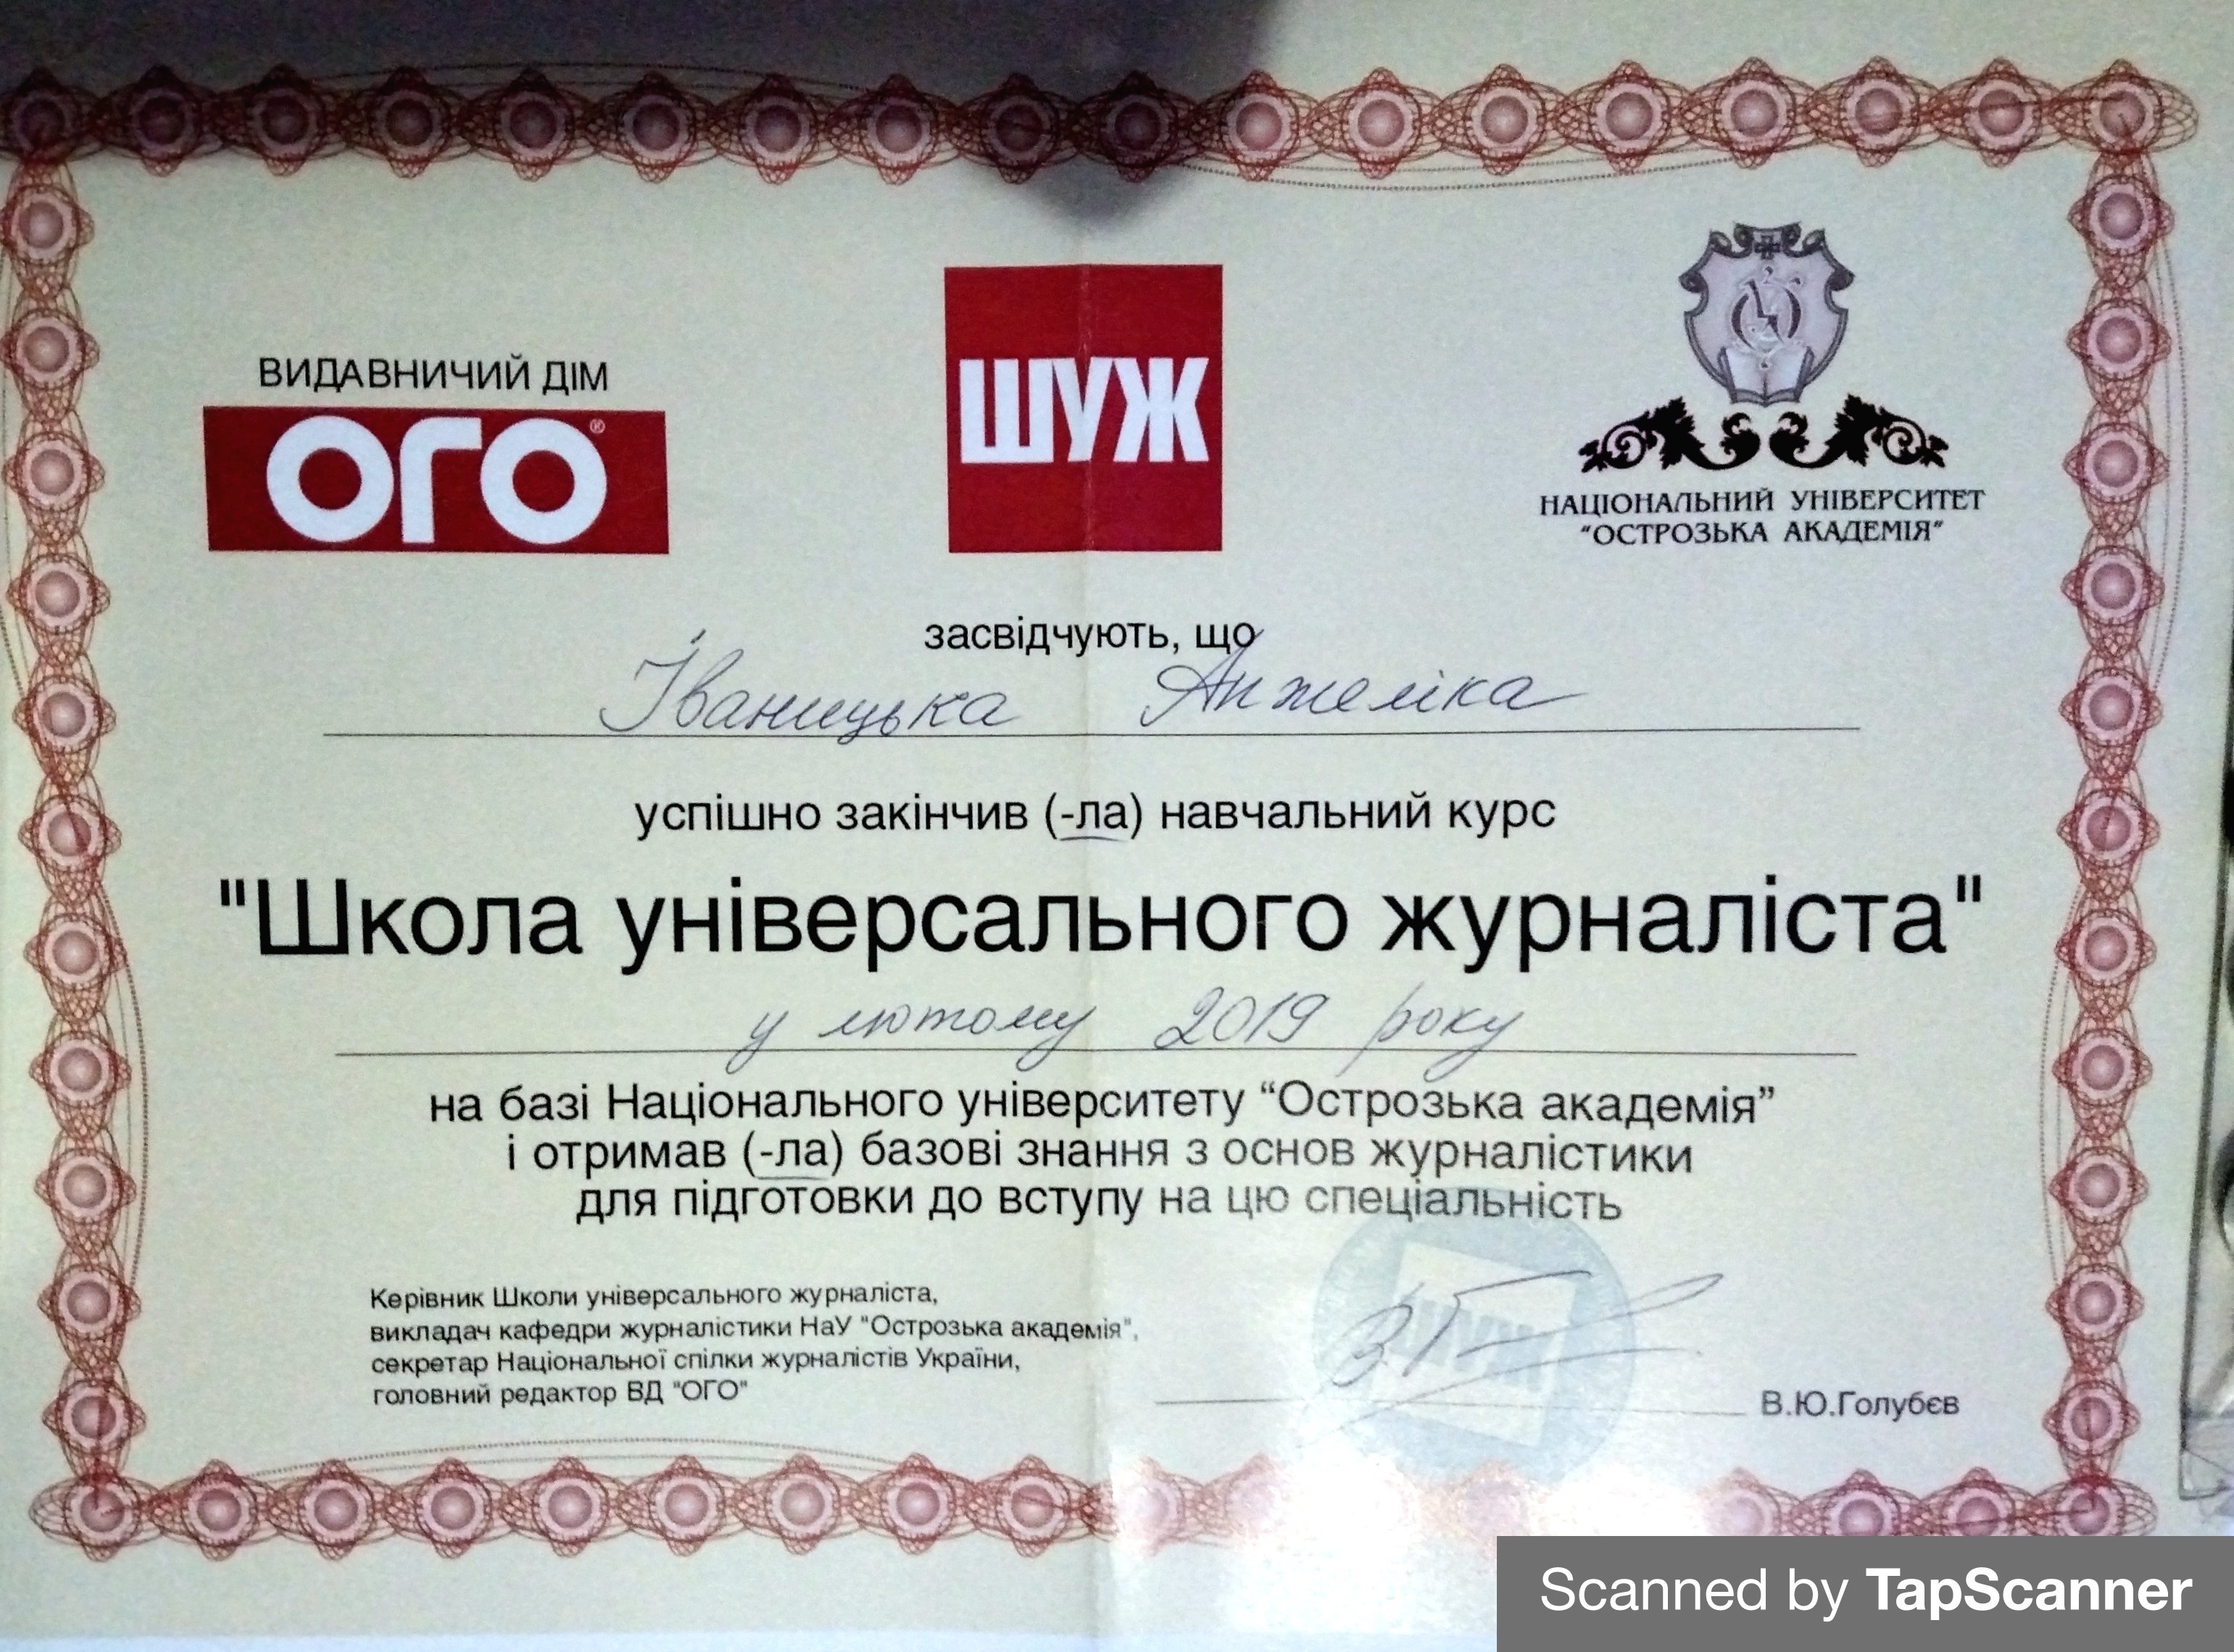 ВИДАВНИЧИЙ ДІМ
ОГО®
ШУЖ
НАЦІОНАЛЬНИЙ УНІВЕРСИТЕТ
"ОСТРОЗЬКА АКАДЕМІЯ"
засвідчують, що
Іваницька Анжеліка
успішно закінчив (-ла) навчальний курс
"Школа універсального журналіста"
у лютому 2019 року
на базі Національного університету “Острозька академія”
і отримав (-ла) базові знання з основ журналістики
для підготовки до вступу на цю спеціальність
Керівник Школи універсального журналіста,
викладач кафедри журналістики НаУ "Острозька академія",
секретар Національної спілки журналістів України,
головний редактор ВД "ОГО"
ШУЖ
В.Ю.Голубєв
Scanned by TapScanner